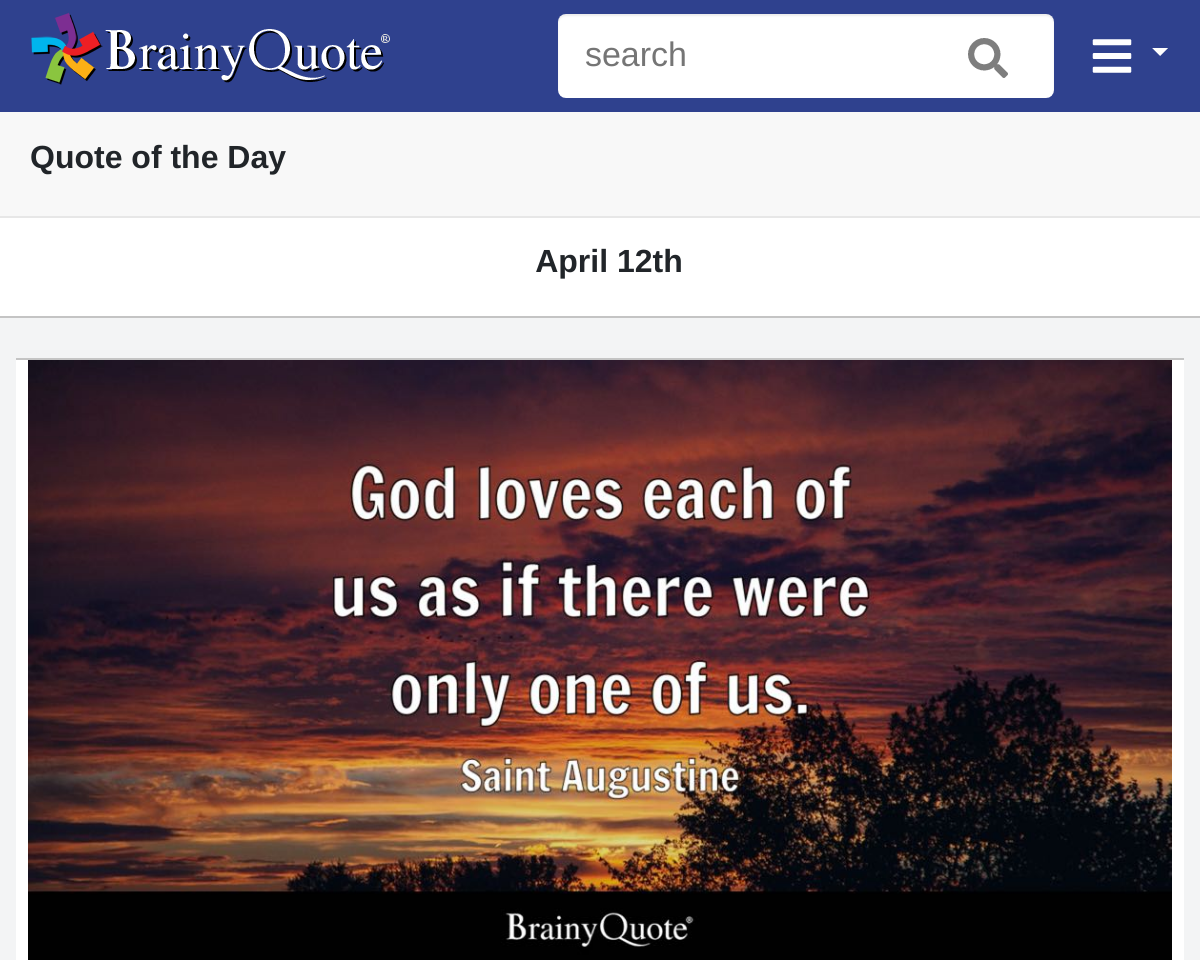 BrainyQuote®
search
Quote of the Day
April 12th
God loves each of
us as if there were
only one of us.
Saint Augustine
BrainyQuote®